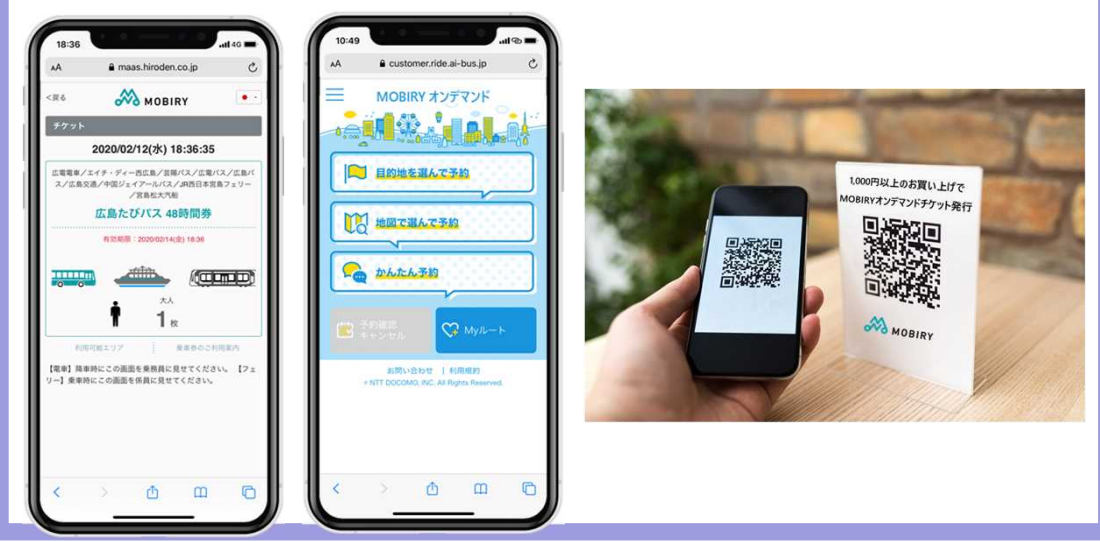 18:36
4G
AA
maas.hiroden.co.jp
<戻る
MOBIRY
チケット
2020/02/12(水) 18:36:35
広電電車/エイチ・ディー西広島/芸陽バス/広電バス/広島バ
ス/広島交通/中国ジェイアールバス/JR西日本宮島フェリー
/宮島松大汽船
広島たびパス 48時間券
有効期限:2020/02/14(金) 18:36
大人
1枚
利用可能エリア
乗車券のご利用案内
【電車】降車時にこの画面を乗務員に見せてください。 【フェ
リー】乗車時にこの画面を係員に見せてください。
10:49
AA
customer.ride.ai-bus.jp
MOBIRY オンデマンド
目的地を選んで予約
地図で選んで予約
かんたん予約
予約確認
キャンセル
Myルート
お問い合わせ | 利用規約
© NTT DOCOMO, INC. All Rights Reserved.
1,000円以上のお買い上げで
MOBIRYオンデマンドチケット発行
MOBIRY